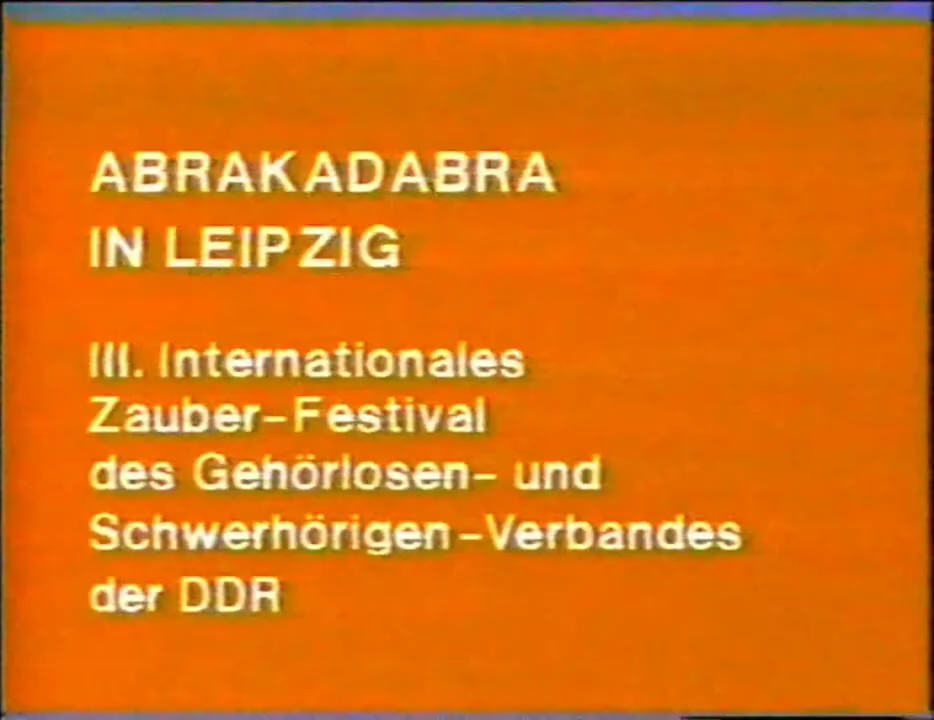 ABRAKADABRA
IN LEIPZIG
III. Internationales
Zauber-Festival
des Gehörlosen- und
Schwerhörigen-Verbandes
der DDR